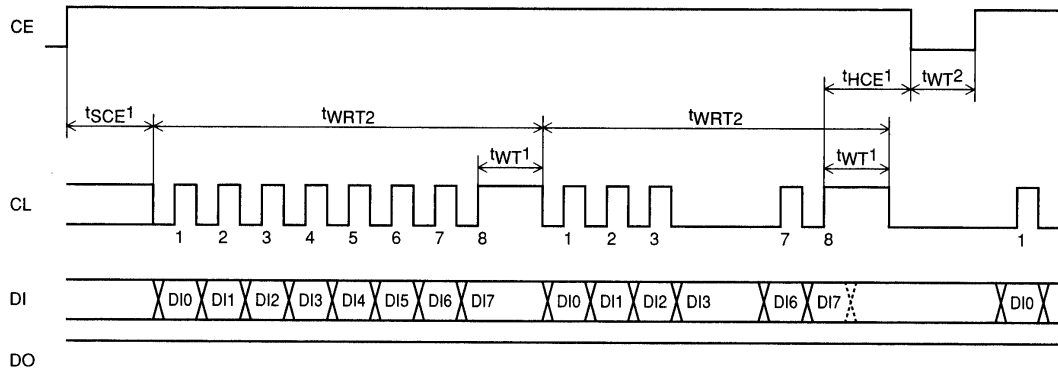 CE
tHCE1 tWT2
tSCE1 tWRT2 tWRT2
tWT1 tWT1
CL
1 2 3 4 5 6 7 8 1 2 3 7 8 1
DI DI0 DI1 DI2 DI3 DI4 DI5 DI6 DI7 DI0 DI1 DI2 DI3 DI6 DI7 DI0
DO